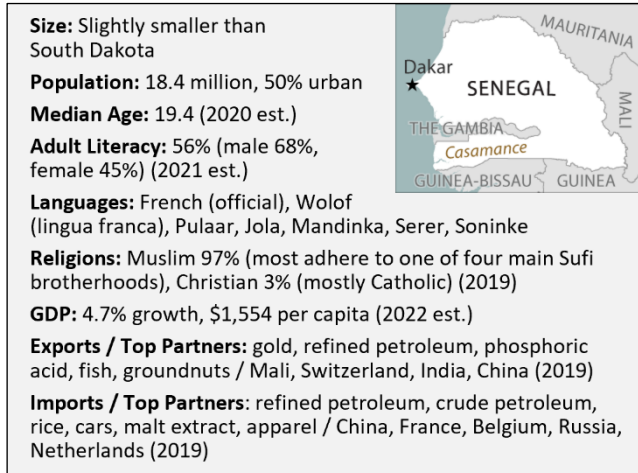 Size: Slightly smaller than
South Dakota
Population: 18.4 million, 50% urban
Median Age: 19.4 (2020 est.)
Adult Literacy: 56% (male 68%,
female 45%) (2021 est.)
Languages: French (official), Wolof
(lingua franca), Pulaar, Jola, Mandinka, Serer, Soninke
Religions: Muslim 97% (most adhere to one of four main Sufi
brotherhoods), Christian 3% (mostly Catholic) (2019)
GDP: 4.7% growth, $1,554 per capita (2022 est.)
Exports / Top Partners: gold, refined petroleum, phosphoric
acid, fish, groundnuts / Mali, Switzerland, India, China (2019)
Imports / Top Partners: refined petroleum, crude petroleum,
rice, cars, malt extract, apparel / China, France, Belgium, Russia,
Netherlands (2019)
MAURITANIA
Dakar
SENEGAL
MALI
THE GAMBIA
Casamance
GUINEA-BISSAU
GUINEA